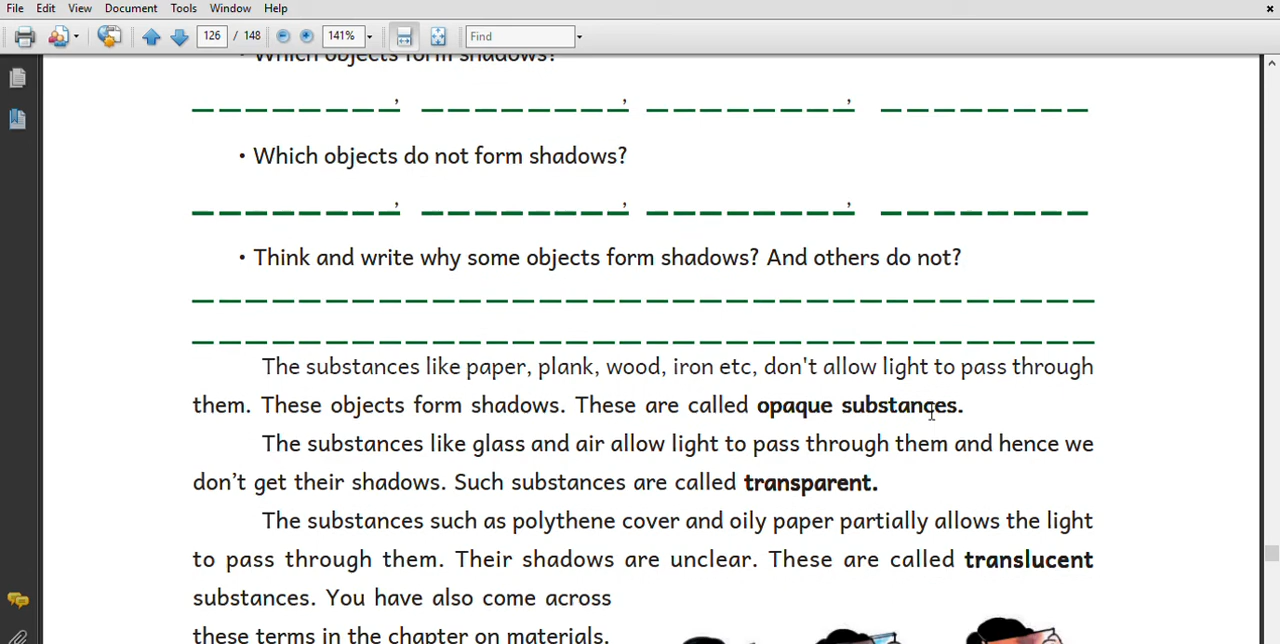 File Edit View Document Tools Window Help
126 / 148 141% Find
• Which objects form shadows?
, , ,
• Which objects do not form shadows?
, , ,
• Think and write why some objects form shadows? And others do not?
The substances like paper, plank, wood, iron etc, don't allow light to pass through
them. These objects form shadows. These are called opaque substances.
The substances like glass and air allow light to pass through them and hence we
don’t get their shadows. Such substances are called transparent.
The substances such as polythene cover and oily paper partially allows the light
to pass through them. Their shadows are unclear. These are called translucent
substances. You have also come across
these terms in the chapter on materials.